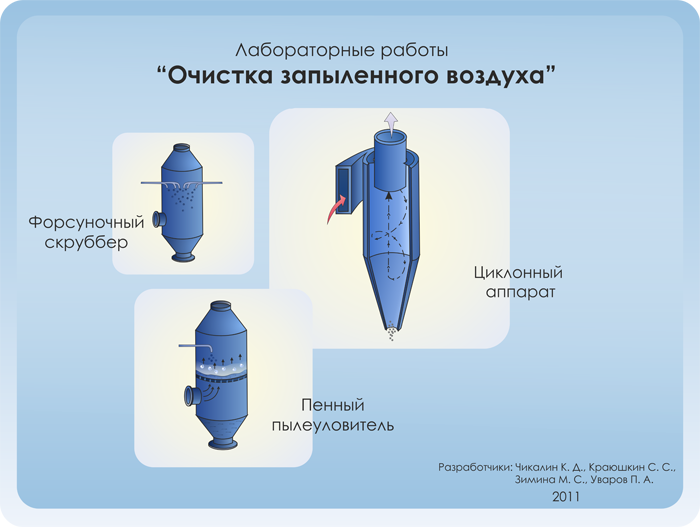 Лабораторные работы
“Очистка запыленного воздуха”
Форсуночный
скруббер
Циклонный
аппарат
Пенный
пылеуловитель
Разработчики: Чикалин К. Д., Краюшкин С. С.,
Зимина М. С., Уваров П. А.
2011